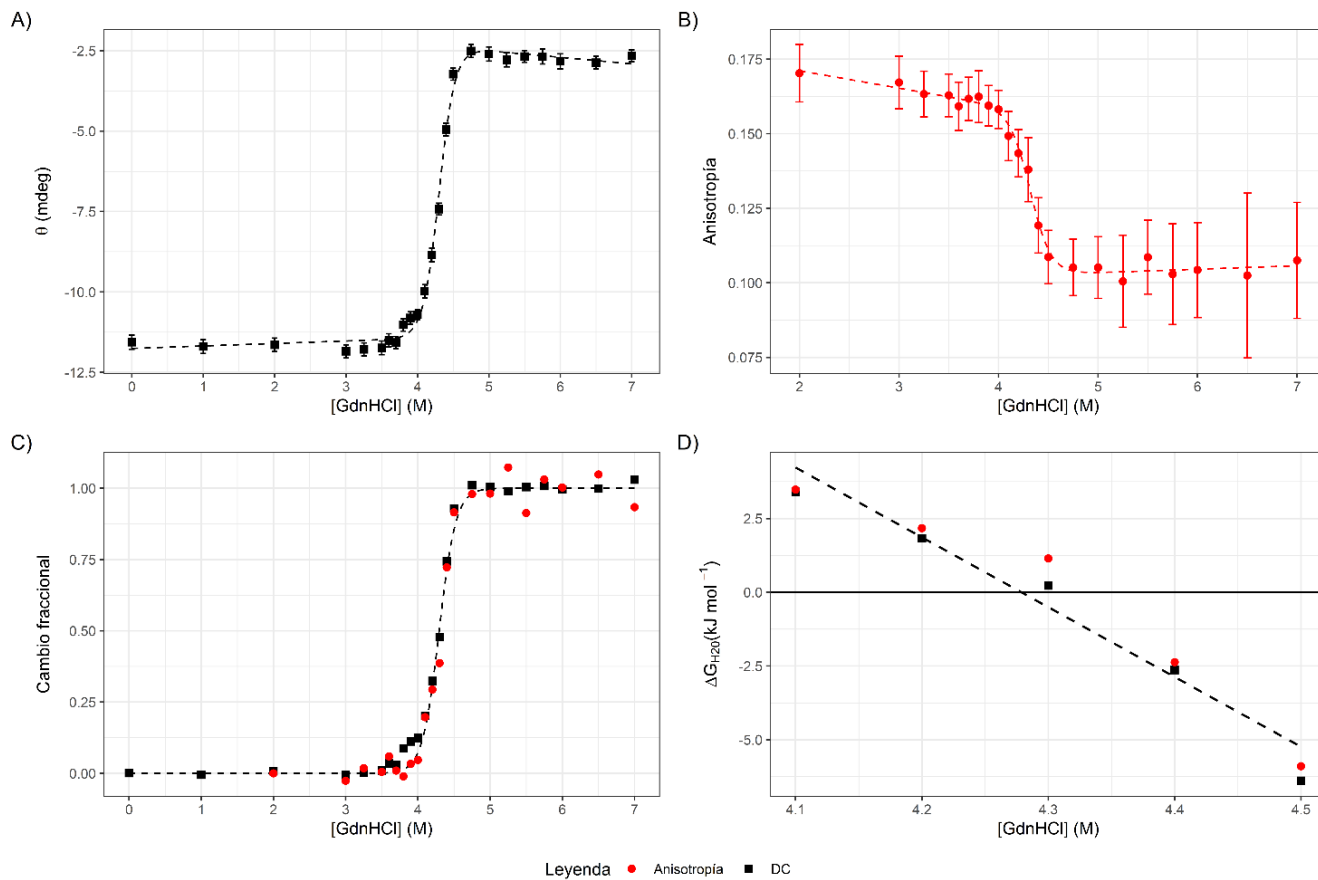 A)
-2.5
-5.0
-7.5
-10.0
-12.5
θ (mdeg)
0 1 2 3 4 5 6 7
[GdnHCl] (M)
B)
0.175
0.150
0.125
0.100
0.075
Anisotropía
2 3 4 5 6 7
[GdnHCl] (M)
C)
1.00
0.75
0.50
0.25
0.00
Cambio fraccional
0 1 2 3 4 5 6 7
[GdnHCl] (M)
D)
2.5
0.0
-2.5
-5.0
ΔG_H20(kJ mol ⁻¹)
4.1 4.2 4.3 4.4 4.5
[GdnHCl] (M)
Leyenda Anisotropía DC